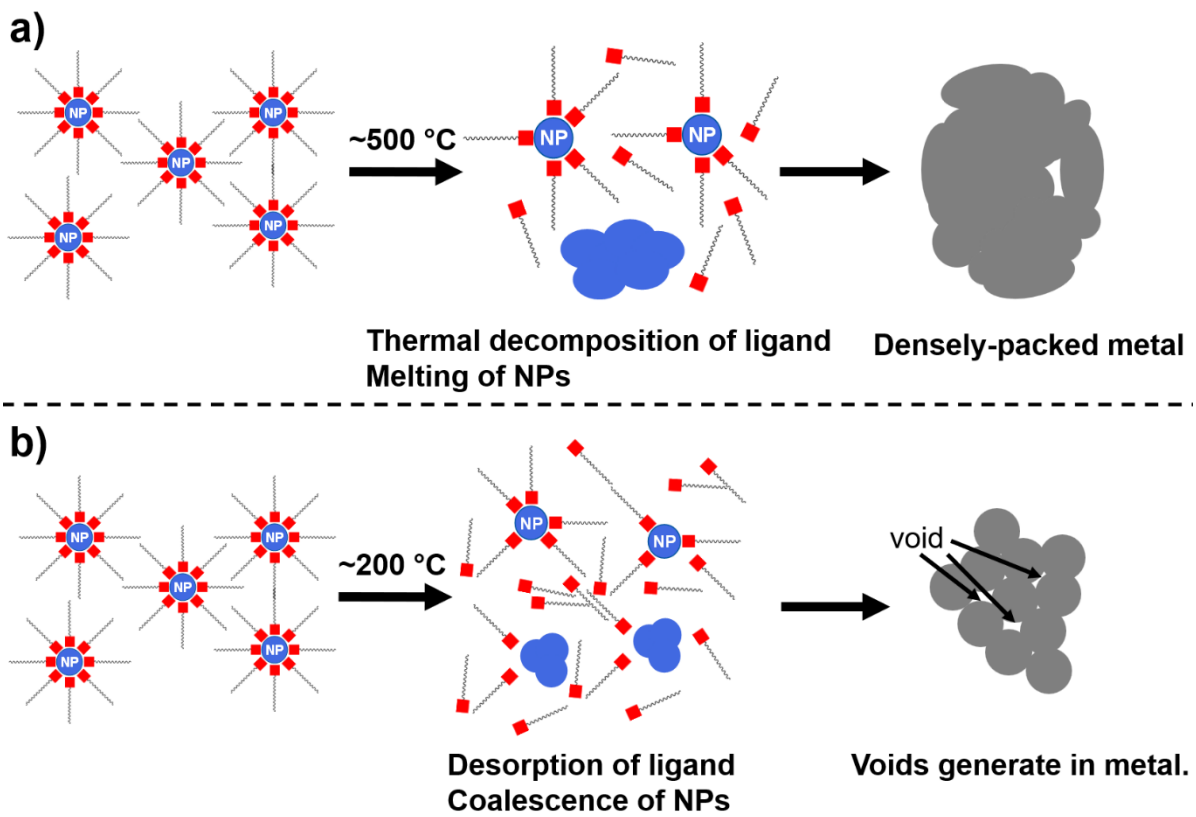 a)
NP
NP
NP
NP
NP
~500 °C
NP
NP
Thermal decomposition of ligand
Melting of NPs
Densely-packed metal
b)
NP
NP
NP
NP
NP
~200 °C
NP
NP
void
Desorption of ligand
Coalescence of NPs
Voids generate in metal.